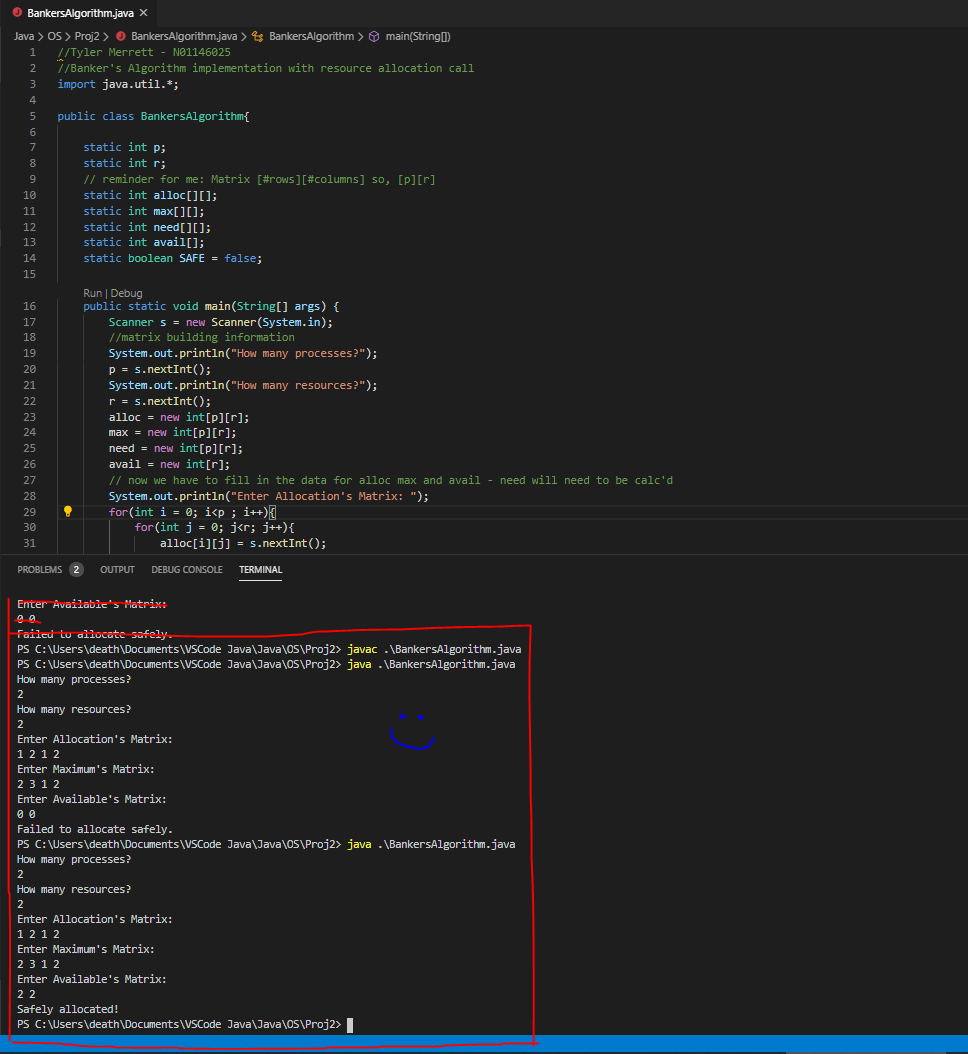 BankersAlgorithm.java
Java > OS > Proj2 > BankersAlgorithm.java > BankersAlgorithm > main(String[])
1 //Tyler Merrett - N01146025
2 //Banker's Algorithm implementation with resource allocation call
3 import java.util.*;
4
5 public class BankersAlgorithm{
6
7 static int p;
8 static int r;
9 // reminder for me: Matrix [#rows][#columns] so, [p][r]
10 static int alloc[][];
11 static int max[][];
12 static int need[][];
13 static int avail[];
14 static boolean SAFE = false;
15
Run | Debug
16 public static void main(String[] args) {
17 Scanner s = new Scanner(System.in);
18 //matrix building information
19 System.out.println("How many processes?");
20 p = s.nextInt();
21 System.out.println("How many resources?");
22 r = s.nextInt();
23 alloc = new int[p][r];
24 max = new int[p][r];
25 need = new int[p][r];
26 avail = new int[r];
27 // now we have to fill in the data for alloc max and avail - need will need to be calc'd
28 System.out.println("Enter Allocation's Matrix: ");
29 for(int i = 0; i<p ; i++){
30 for(int j = 0; j<r; j++){
31 alloc[i][j] = s.nextInt();
PROBLEMS 2 OUTPUT DEBUG CONSOLE TERMINAL
Enter Available's Matrix:
0 0
Failed to allocate safely.
PS C:\Users\death\Documents\VSCode Java\Java\OS\Proj2> javac .\BankersAlgorithm.java
PS C:\Users\death\Documents\VSCode Java\Java\OS\Proj2> java .\BankersAlgorithm.java
How many processes?
2
How many resources?
2
Enter Allocation's Matrix:
1 2 1 2
Enter Maximum's Matrix:
2 3 1 2
Enter Available's Matrix:
0 0
Failed to allocate safely.
PS C:\Users\death\Documents\VSCode Java\Java\OS\Proj2> java .\BankersAlgorithm.java
How many processes?
2
How many resources?
2
Enter Allocation's Matrix:
1 2 1 2
Enter Maximum's Matrix:
2 3 1 2
Enter Available's Matrix:
2 2
Safely allocated!
PS C:\Users\death\Documents\VSCode Java\Java\OS\Proj2>